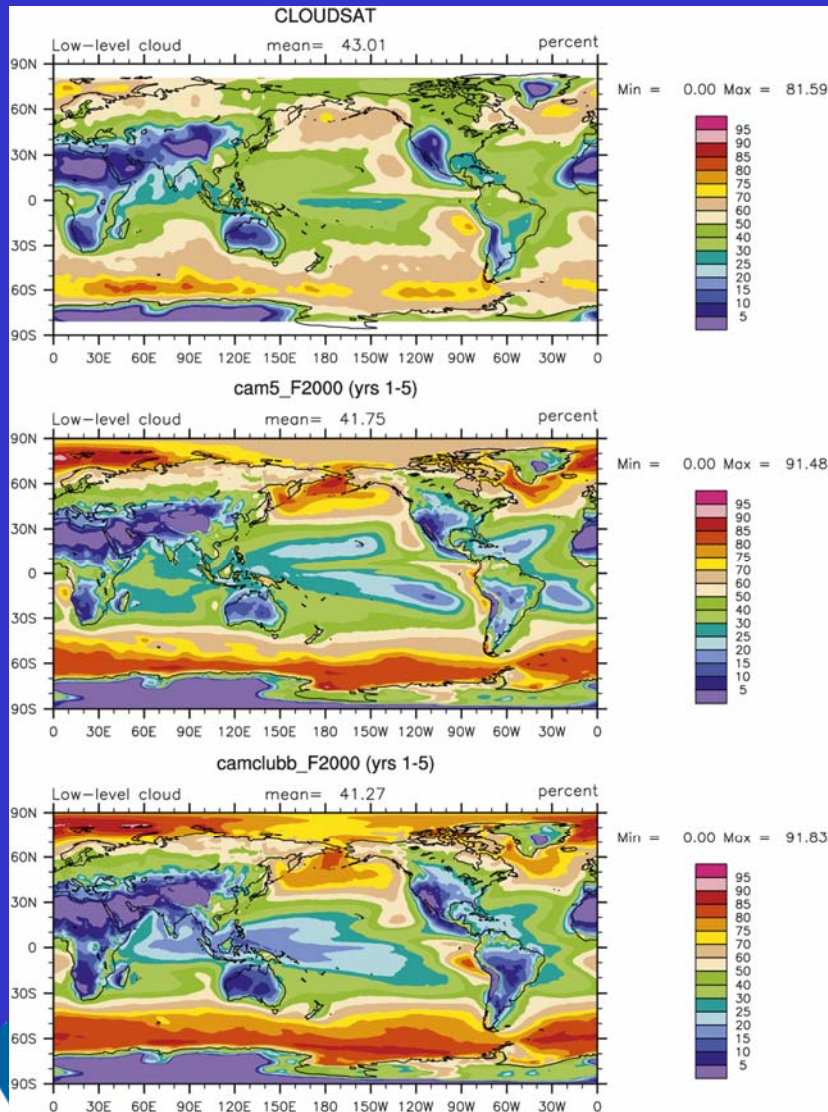 CLOUDSAT
Low-level cloud mean= 43.01 percent
Min = 0.00 Max = 81.59
90N
60N
30N
0
30S
60S
90S
0 30E 60E 90E 120E 150E 180 150W 120W 90W 60W 30W 0
95
90
85
80
75
70
60
50
40
30
25
20
15
10
5
cam5_F2000 (yrs 1-5)
Low-level cloud mean= 41.75 percent
Min = 0.00 Max = 91.48
90N
60N
30N
0
30S
60S
90S
0 30E 60E 90E 120E 150E 180 150W 120W 90W 60W 30W 0
95
90
85
80
75
70
60
50
40
30
25
20
15
10
5
camclubb_F2000 (yrs 1-5)
Low-level cloud mean= 41.27 percent
Min = 0.00 Max = 91.83
90N
60N
30N
0
30S
60S
90S
0 30E 60E 90E 120E 150E 180 150W 120W 90W 60W 30W 0
95
90
85
80
75
70
60
50
40
30
25
20
15
10
5